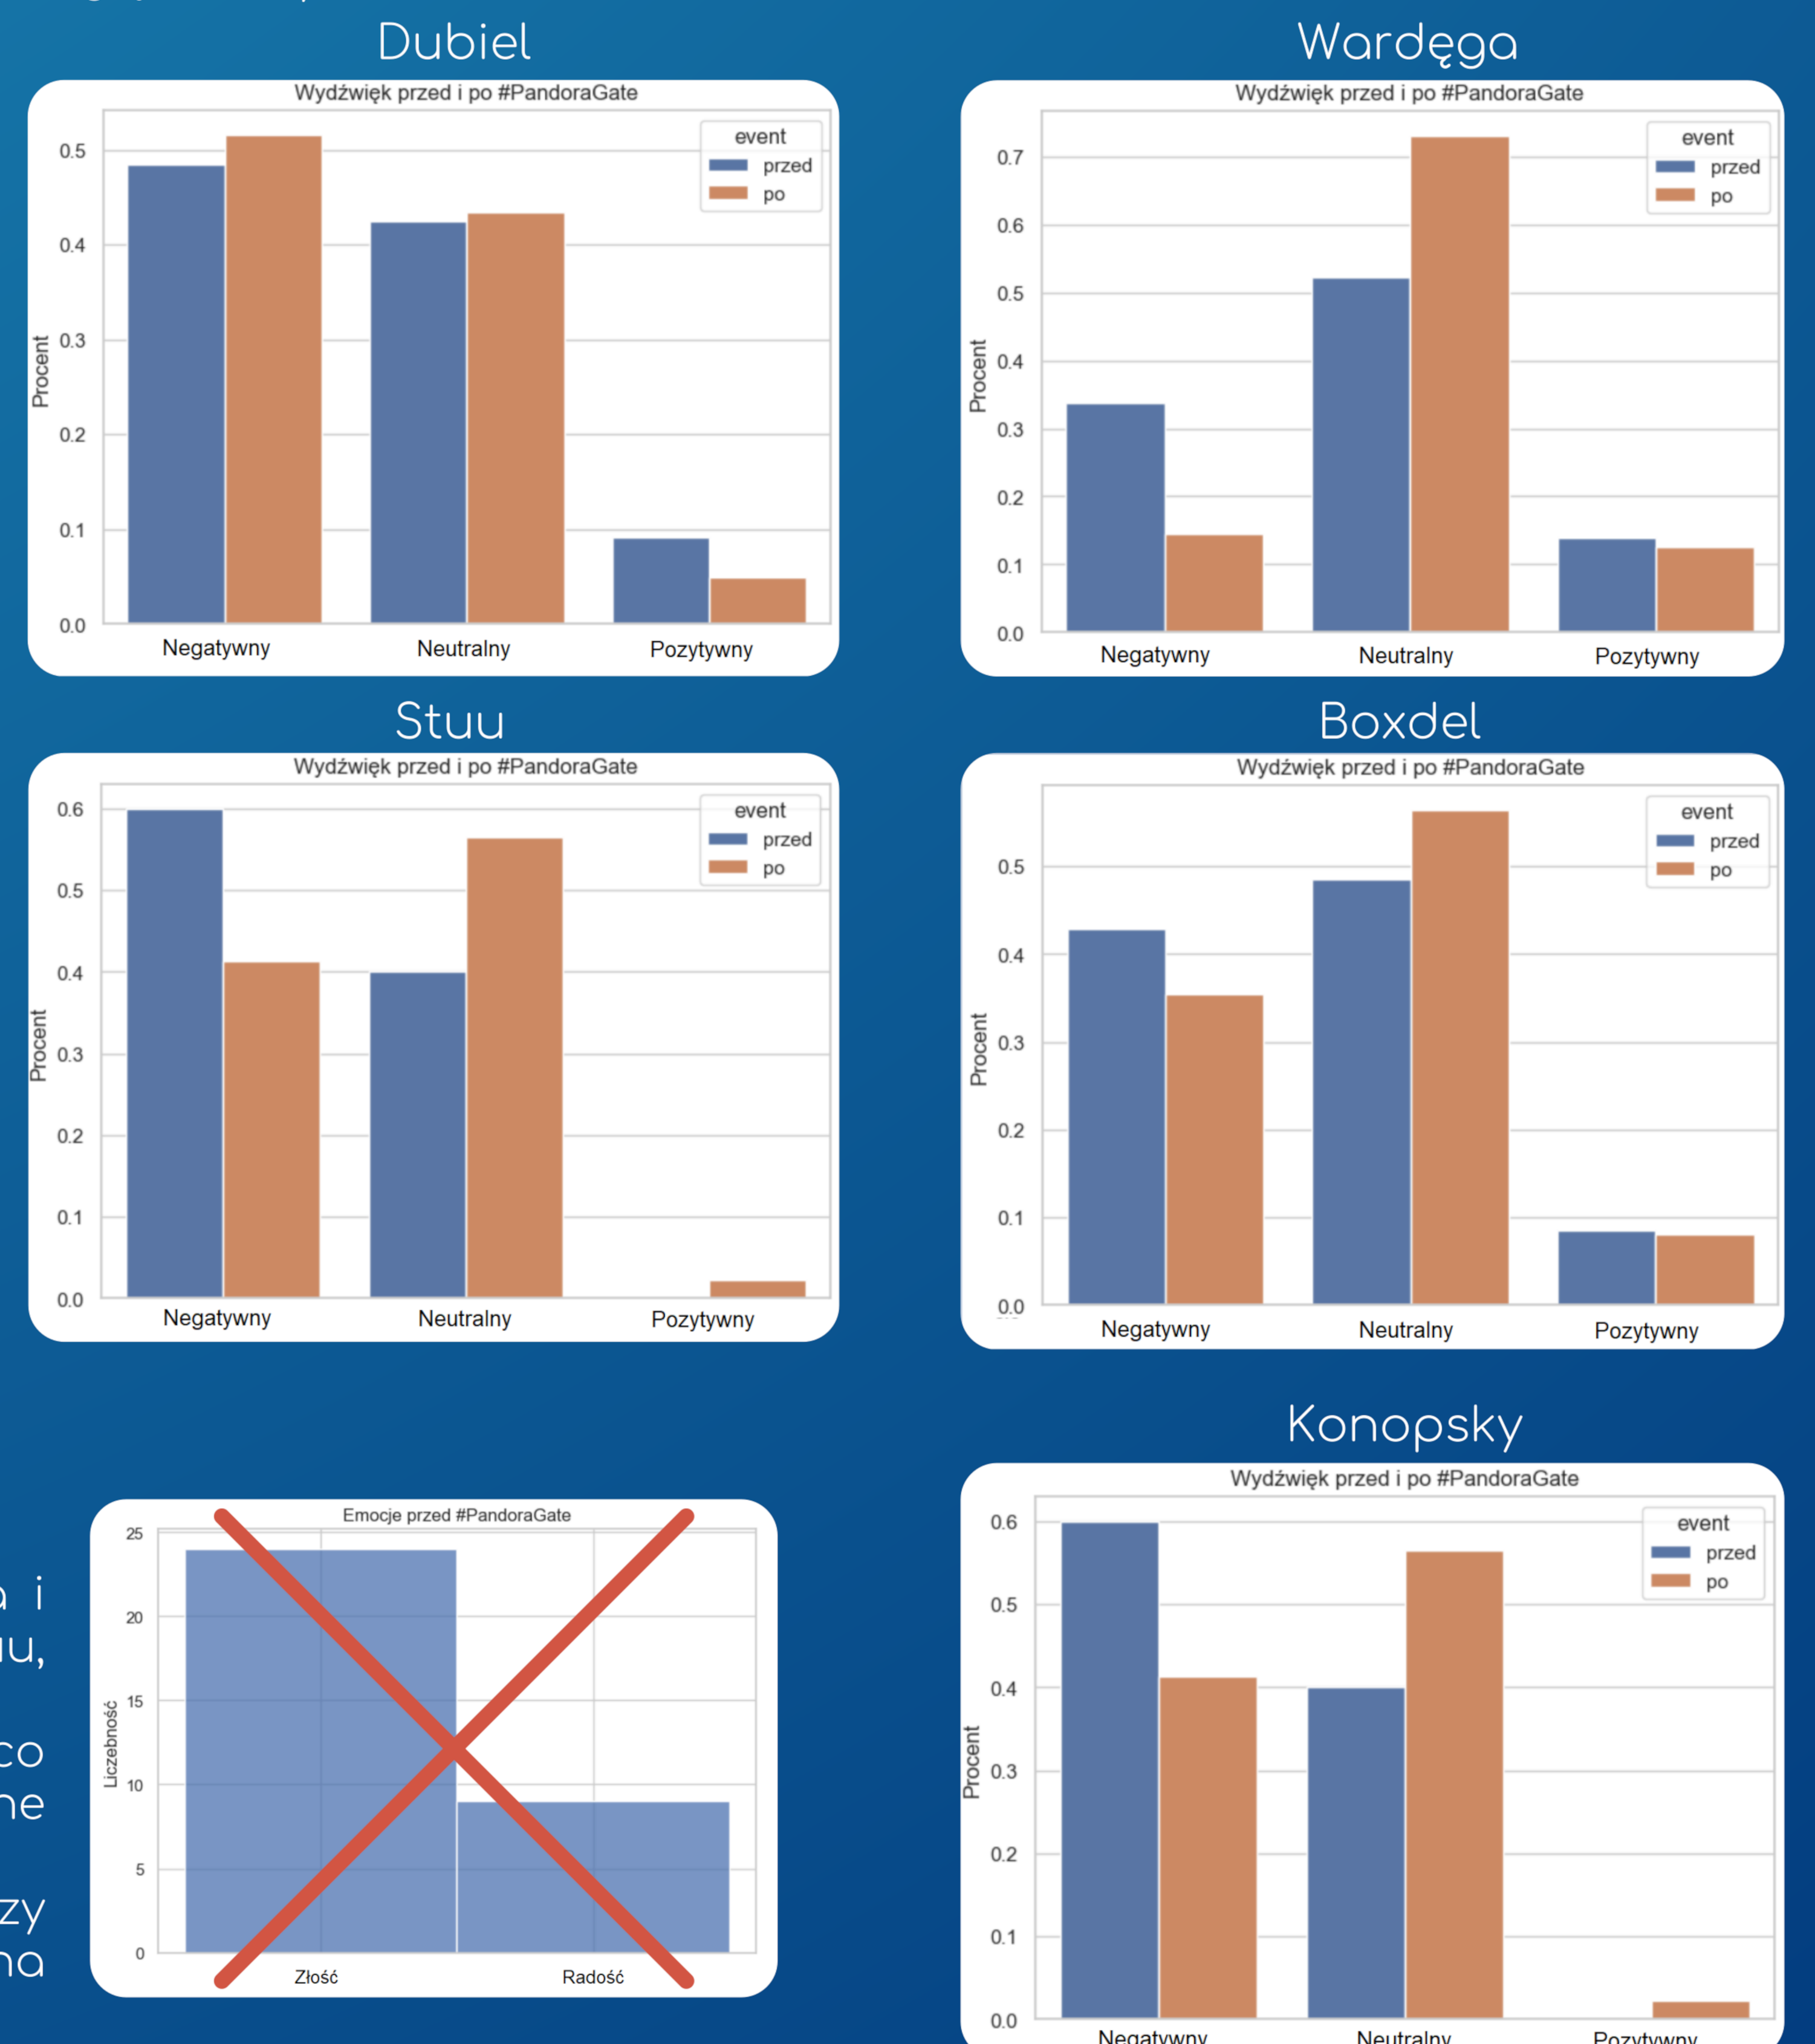 Dubiel
Wydźwięk przed i po #PandoraGate
event
przed
po
0.5
0.4
0.3
0.2
0.1
0.0
Procent
Negatywny Neutralny Pozytywny
Wardęga
Wydźwięk przed i po #PandoraGate
event
przed
po
0.7
0.6
0.5
0.4
0.3
0.2
0.1
0.0
Procent
Negatywny Neutralny Pozytywny
Stuu
Wydźwięk przed i po #PandoraGate
event
przed
po
0.6
0.5
0.4
0.3
0.2
0.1
0.0
Procent
Negatywny Neutralny Pozytywny
Boxdel
Wydźwięk przed i po #PandoraGate
event
przed
po
0.5
0.4
0.3
0.2
0.1
0.0
Procent
Negatywny Neutralny Pozytywny
i
co
Emocje przed #PandoraGate
25
20
15
10
5
0
Liczebność
Złość Radość
Konopsky
Wydźwięk przed i po #PandoraGate
event
przed
po
0.6
0.5
0.4
0.3
0.2
0.1
0.0
Procent
Negatywny Neutralny Pozytywny